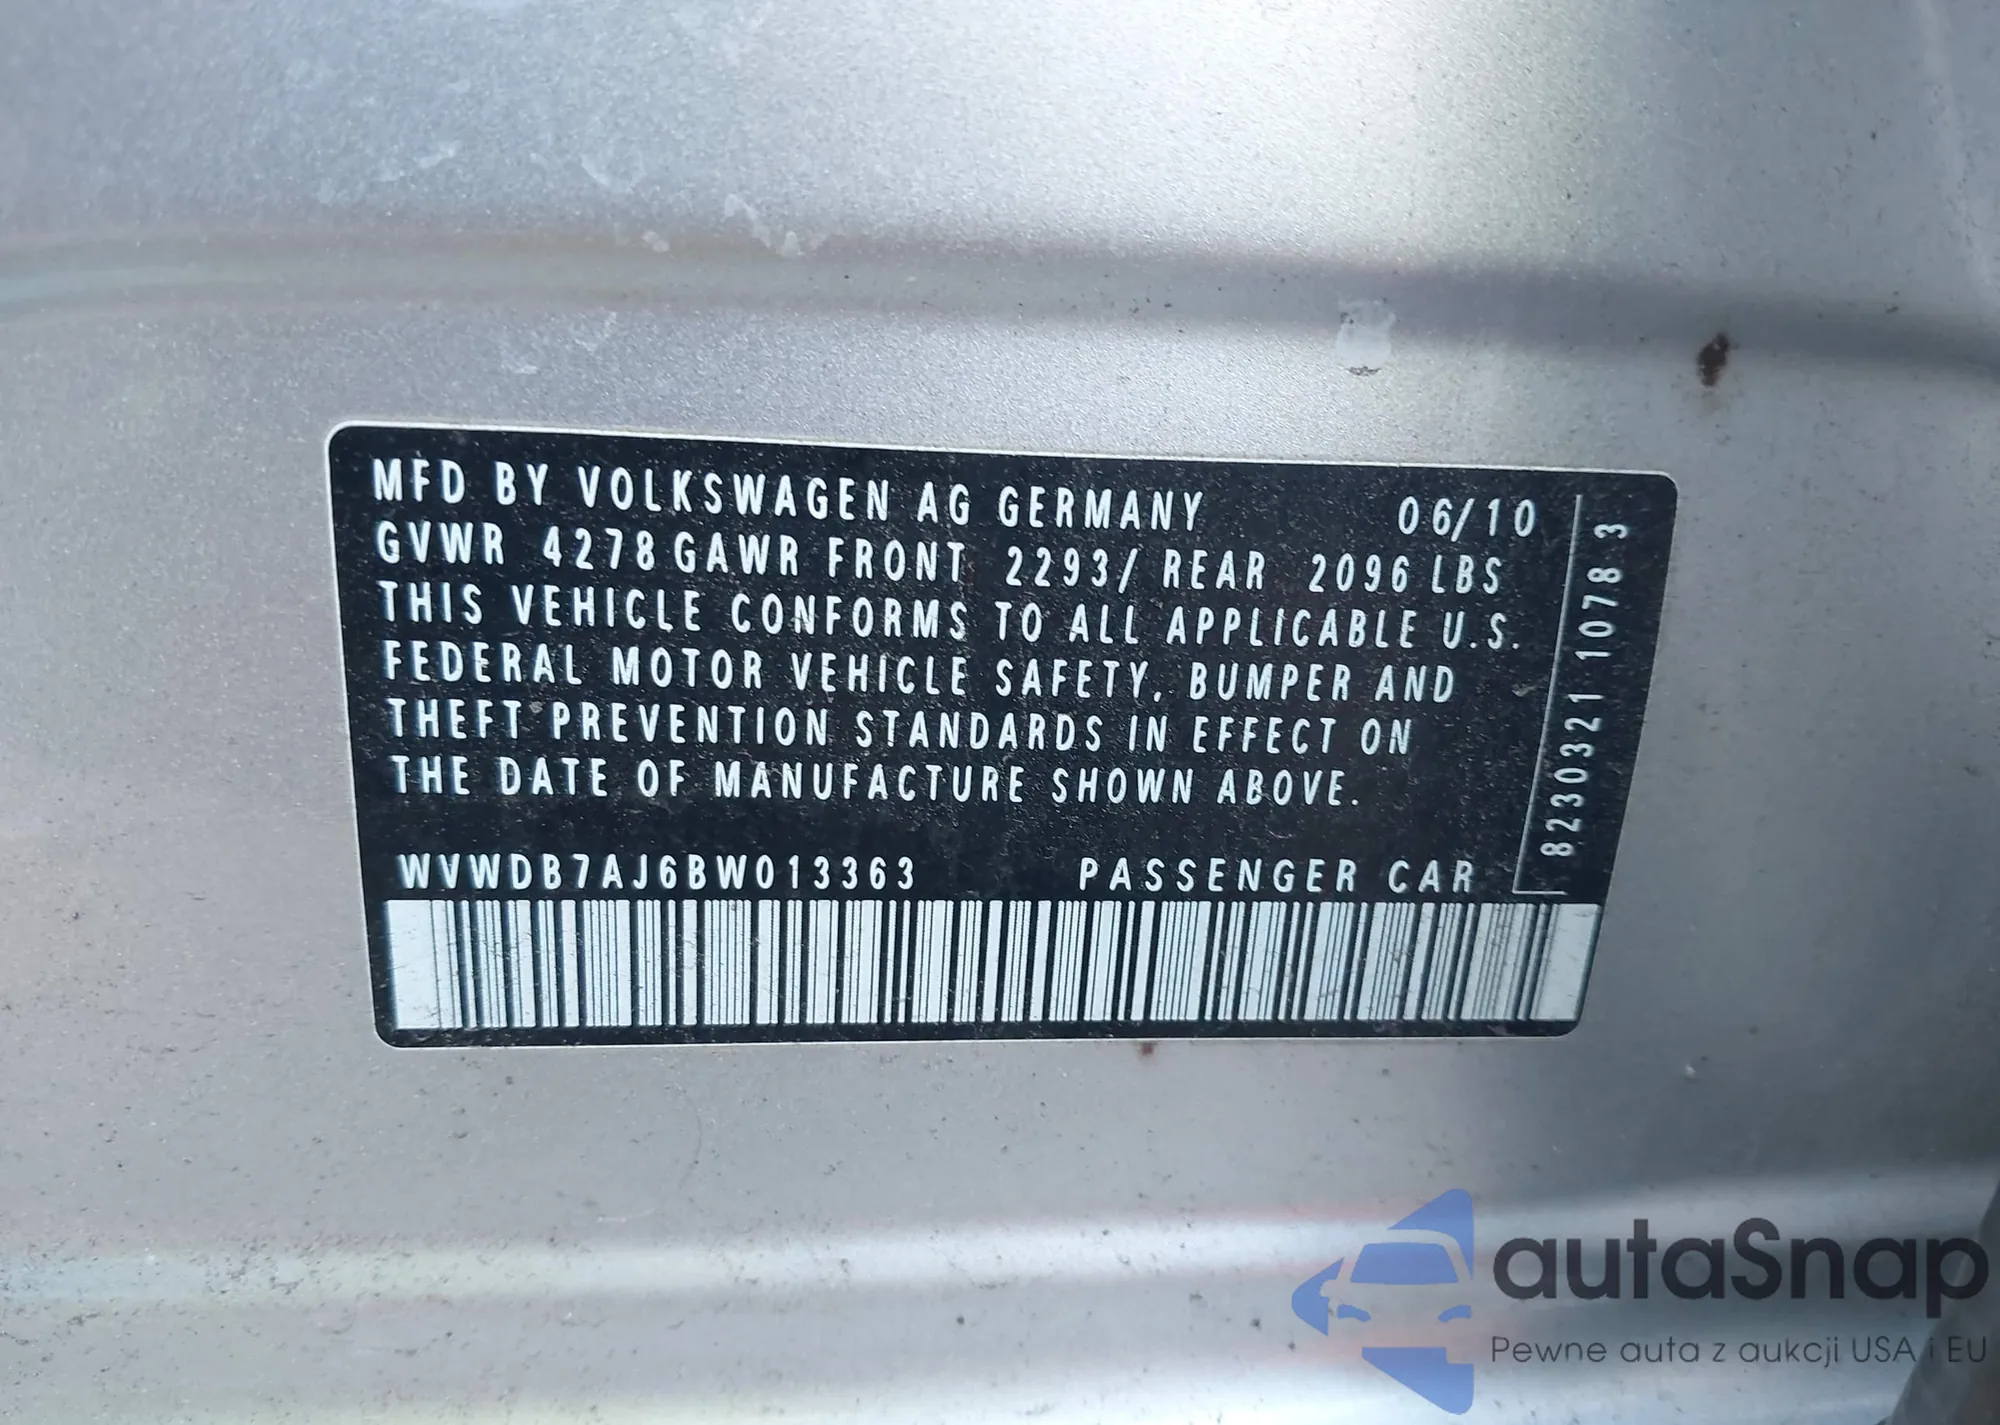 MFD BY VOLKSWAGEN AG GERMANY 06/10
GVWR 4278 GAWR FRONT 2293/ REAR 2096 LBS
THIS VEHICLE CONFORMS TO ALL APPLICABLE U.S.
FEDERAL MOTOR VEHICLE SAFETY, BUMPER AND
THEFT PREVENTION STANDARDS IN EFFECT ON
THE DATE OF MANUFACTURE SHOWN ABOVE.
WVWDB7AJ6BW013363 PASSENGER CAR
8230321 1078 3
autaSnap
Pewne auta z aukcji USA i EU